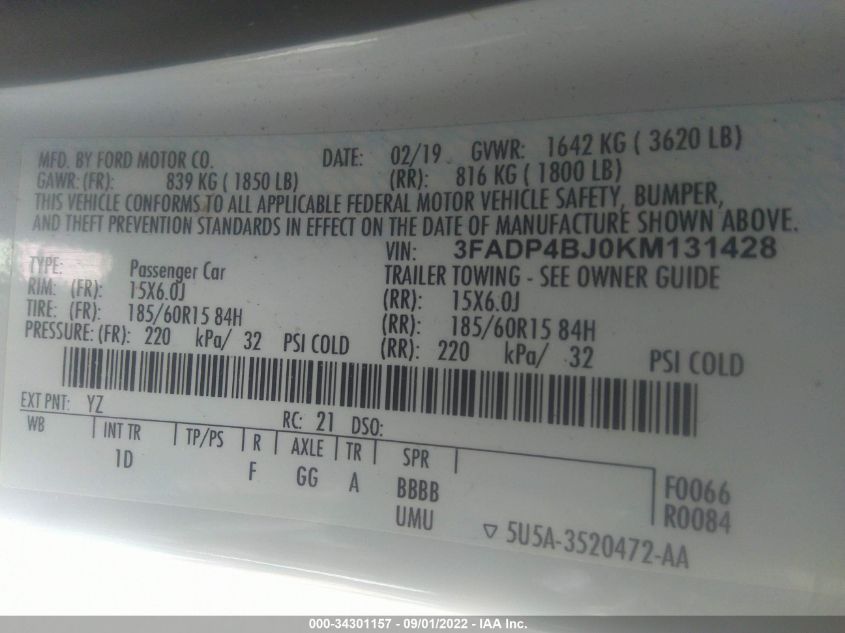 MFD. BY FORD MOTOR CO. DATE: 02/19 GVWR: 1642 KG ( 3620 LB)
GAWR: (FR): 839 KG ( 1850 LB) (RR): 816 KG ( 1800 LB)
THIS VEHICLE CONFORMS TO ALL APPLICABLE FEDERAL MOTOR VEHICLE SAFETY, BUMPER,
AND THEFT PREVENTION STANDARDS IN EFFECT ON THE DATE OF MANUFACTURE SHOWN ABOVE.
VIN: 3FADP4BJ0KM131428
TYPE: Passenger Car TRAILER TOWING - SEE OWNER GUIDE
RIM: (FR): 15X6.0J (RR): 15X6.0J
TIRE: (FR): 185/60R15 84H (RR): 185/60R15 84H
PRESSURE: (FR): 220 kPa/ 32 PSI COLD (RR): 220 kPa/ 32 PSI COLD
EXT PNT: YZ RC: 21 DSO:
WB INT TR TP/PS R AXLE TR SPR
1D F GG A BBBB F0066
UMU R0084
▽ 5U5A-3520472-AA
000-34301157 - 09/01/2022 - IAA Inc.